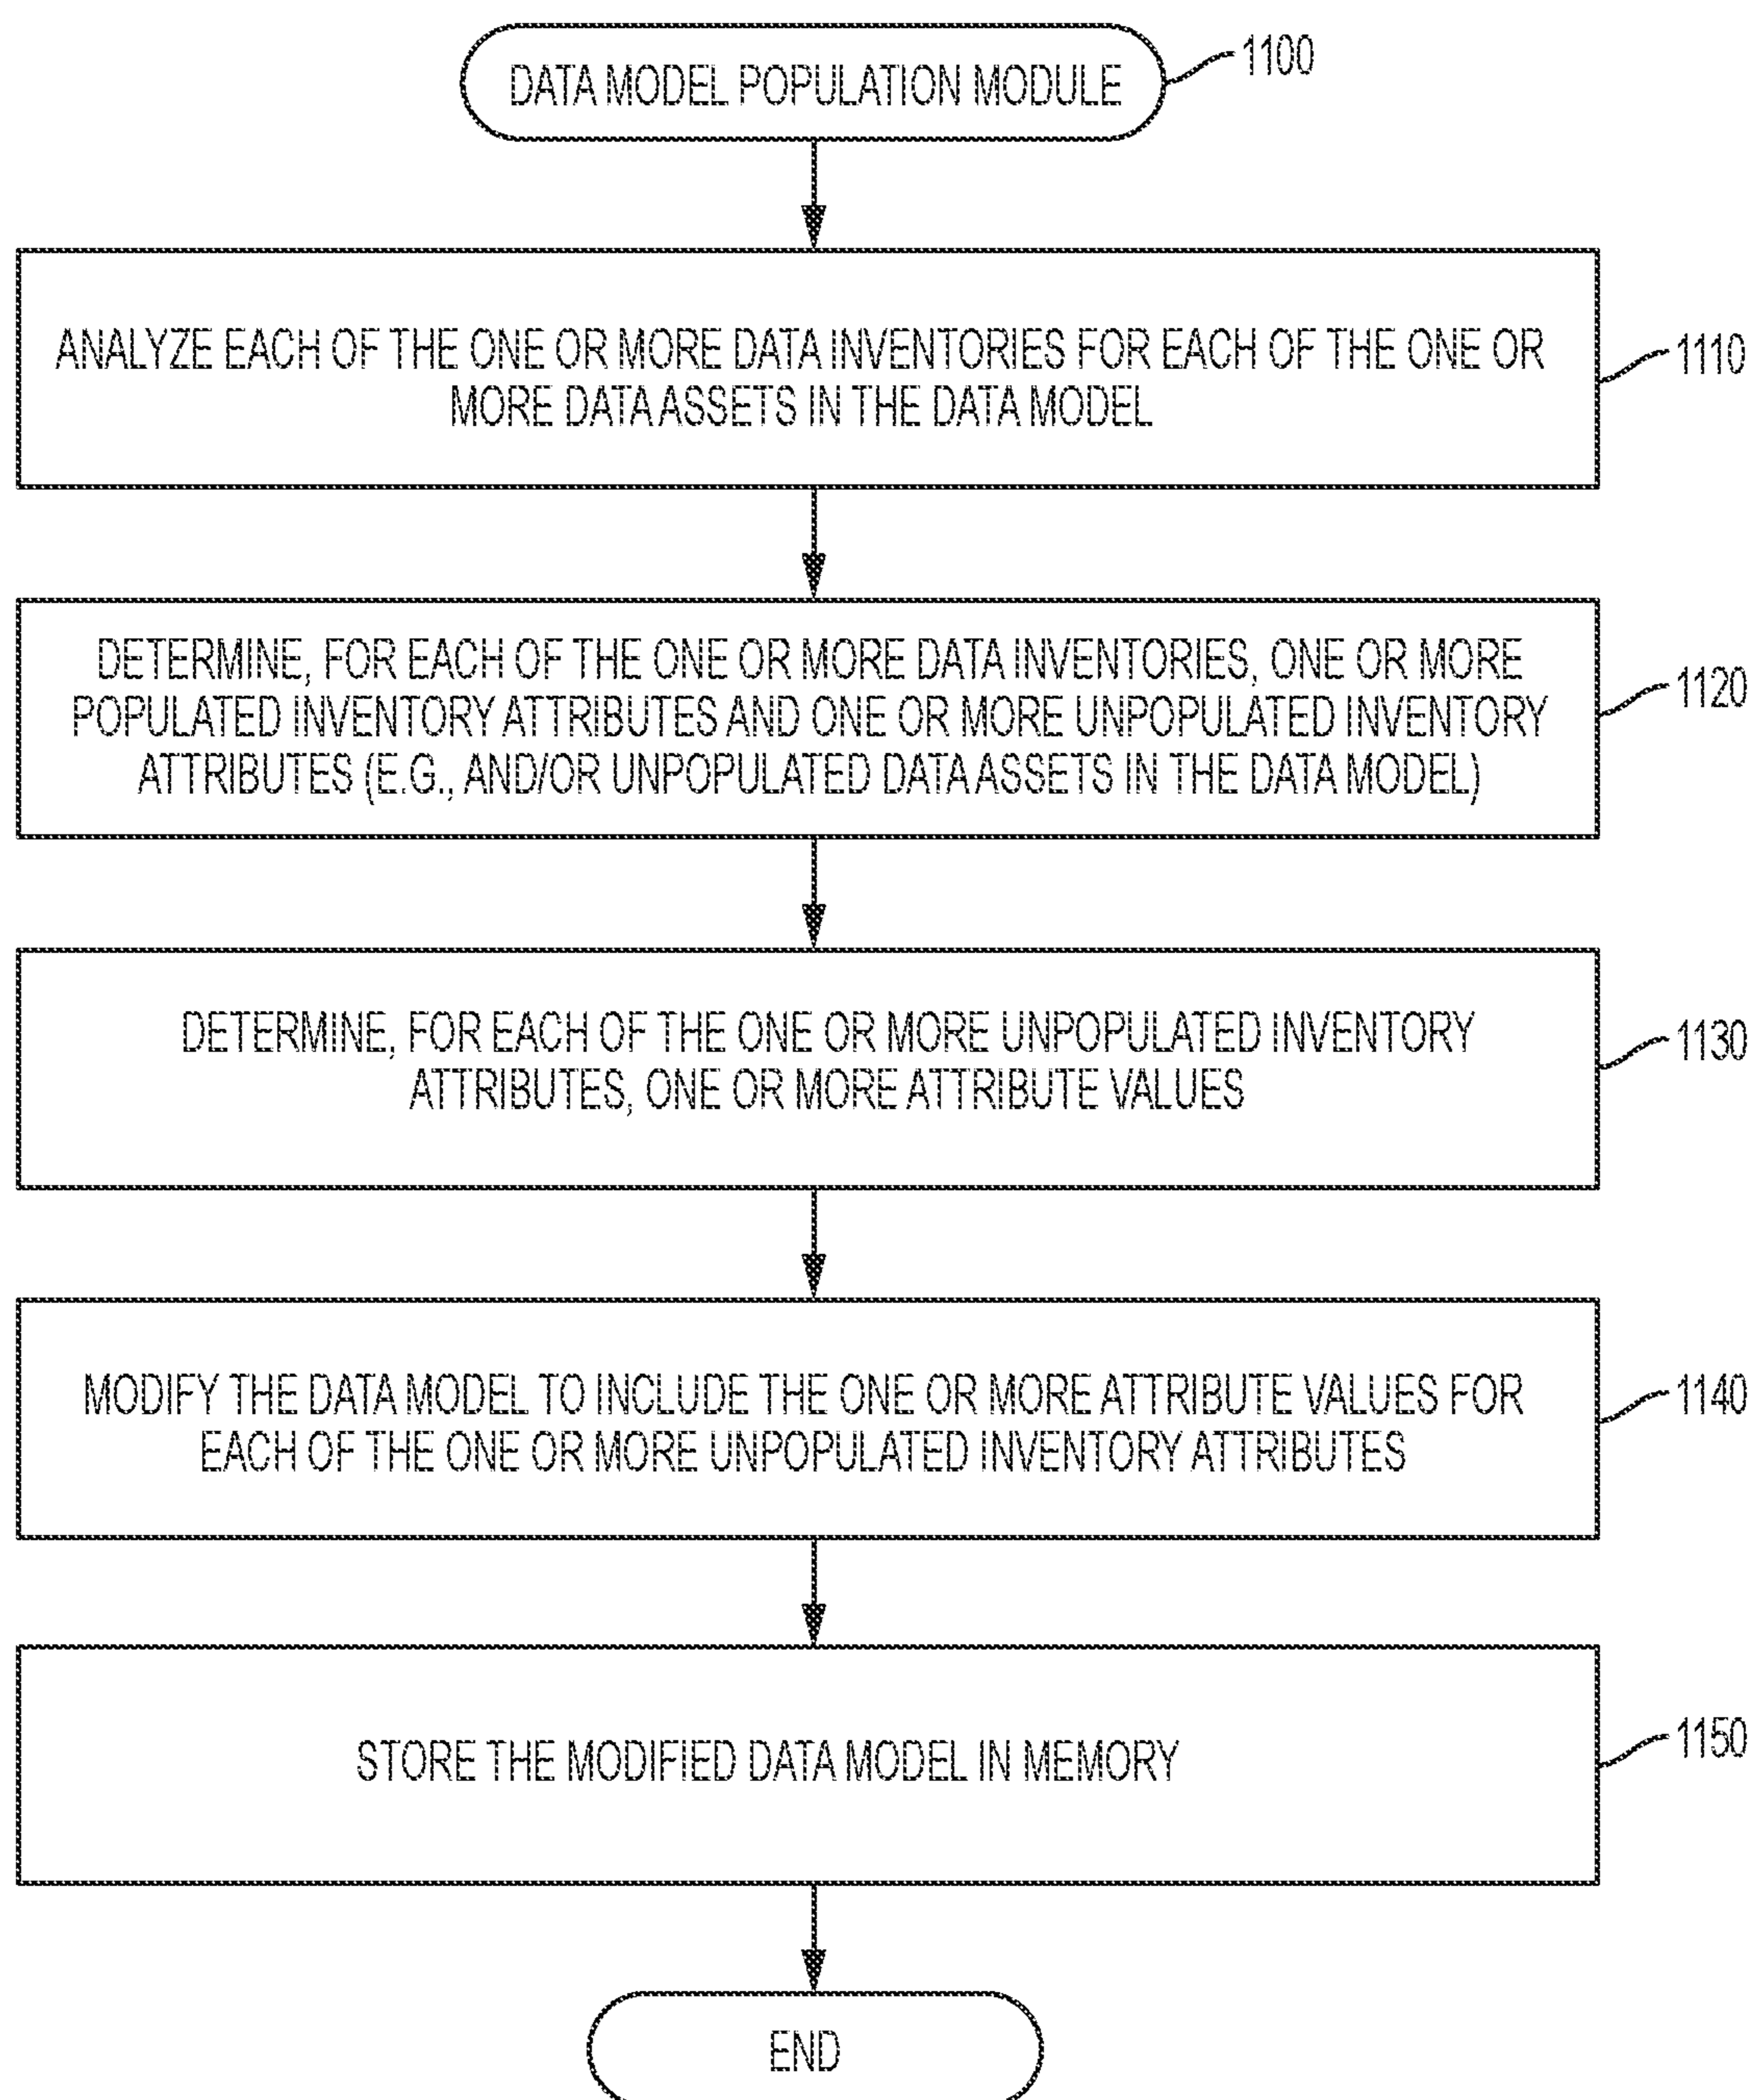 DATA MODEL POPULATION MODULE
1100
ANALYZE EACH OF THE ONE OR MORE DATA INVENTORIES FOR EACH OF THE ONE OR
MORE DATA ASSETS IN THE DATA MODEL
1110
DETERMINE, FOR EACH OF THE ONE OR MORE DATA INVENTORIES, ONE OR MORE
POPULATED INVENTORY ATTRIBUTES AND ONE OR MORE UNPOPULATED INVENTORY
ATTRIBUTES (E.G., AND/OR UNPOPULATED DATA ASSETS IN THE DATA MODEL)
1120
DETERMINE, FOR EACH OF THE ONE OR MORE UNPOPULATED INVENTORY
ATTRIBUTES, ONE OR MORE ATTRIBUTE VALUES
1130
MODIFY THE DATA MODEL TO INCLUDE THE ONE OR MORE ATTRIBUTE VALUES FOR
EACH OF THE ONE OR MORE UNPOPULATED INVENTORY ATTRIBUTES
1140
STORE THE MODIFIED DATA MODEL IN MEMORY
1150
END